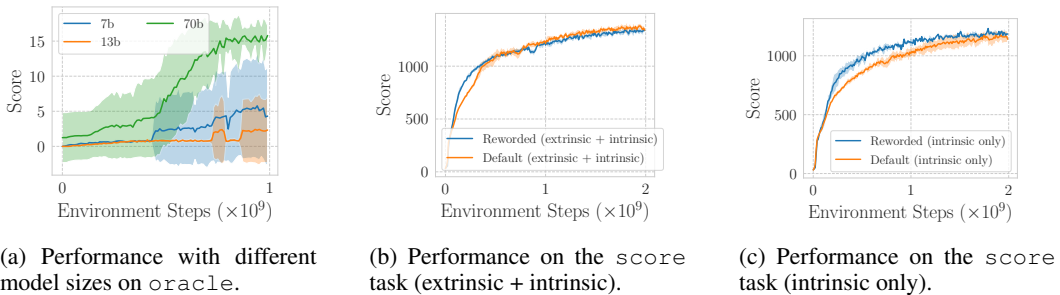 7b
13b
70b
15
10
5
0
Score
0
1
Environment Steps (×10⁹)
(a) Performance with different
model sizes on oracle.
1000
500
0
Score
Reworded (extrinsic + intrinsic)
Default (extrinsic + intrinsic)
0
1
2
Environment Steps (×10⁹)
(b) Performance on the score
task (extrinsic + intrinsic).
1000
500
0
Score
Reworded (intrinsic only)
Default (intrinsic only)
0
1
2
Environment Steps (×10⁹)
(c) Performance on the score
task (intrinsic only).